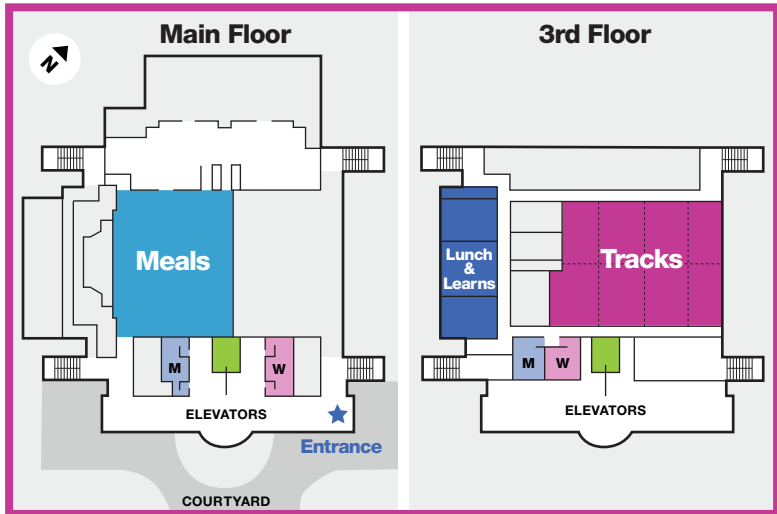 Main Floor
N
Meals
M
W
ELEVATORS
Entrance
COURTYARD
3rd Floor
Lunch
&
Learns
Tracks
M
W
ELEVATORS